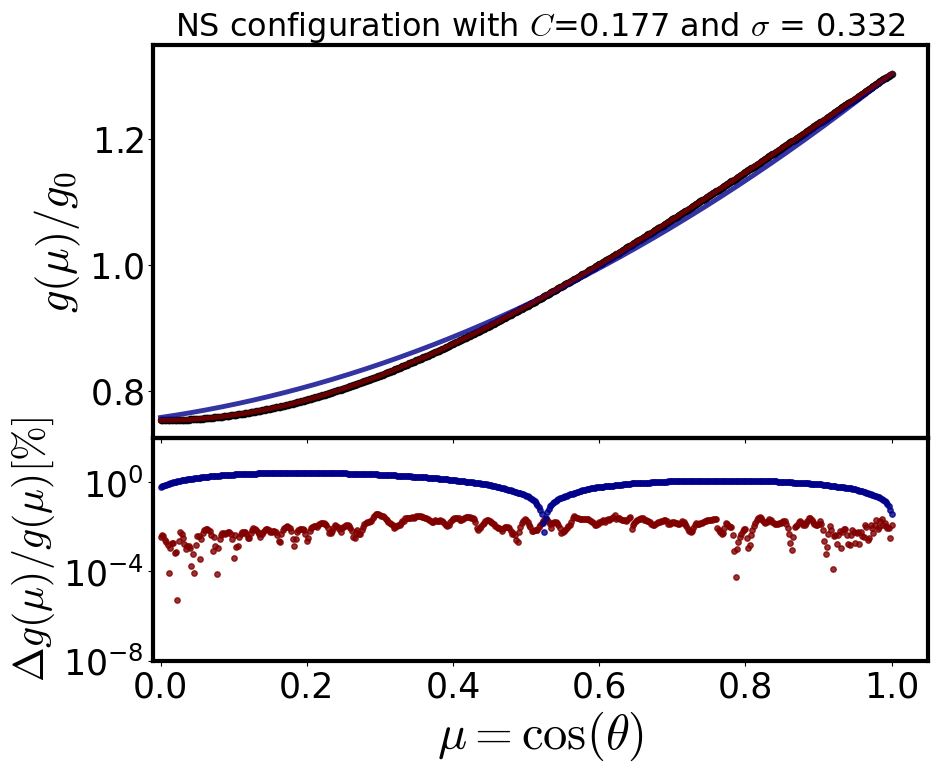 NS configuration with C=0.177 and σ = 0.332
g(μ)/g₀
1.2
1.0
0.8
Δg(μ)/g(μ)[%]
10⁰
10⁻⁴
10⁻⁸
0.0 0.2 0.4 0.6 0.8 1.0
μ = cos(θ)